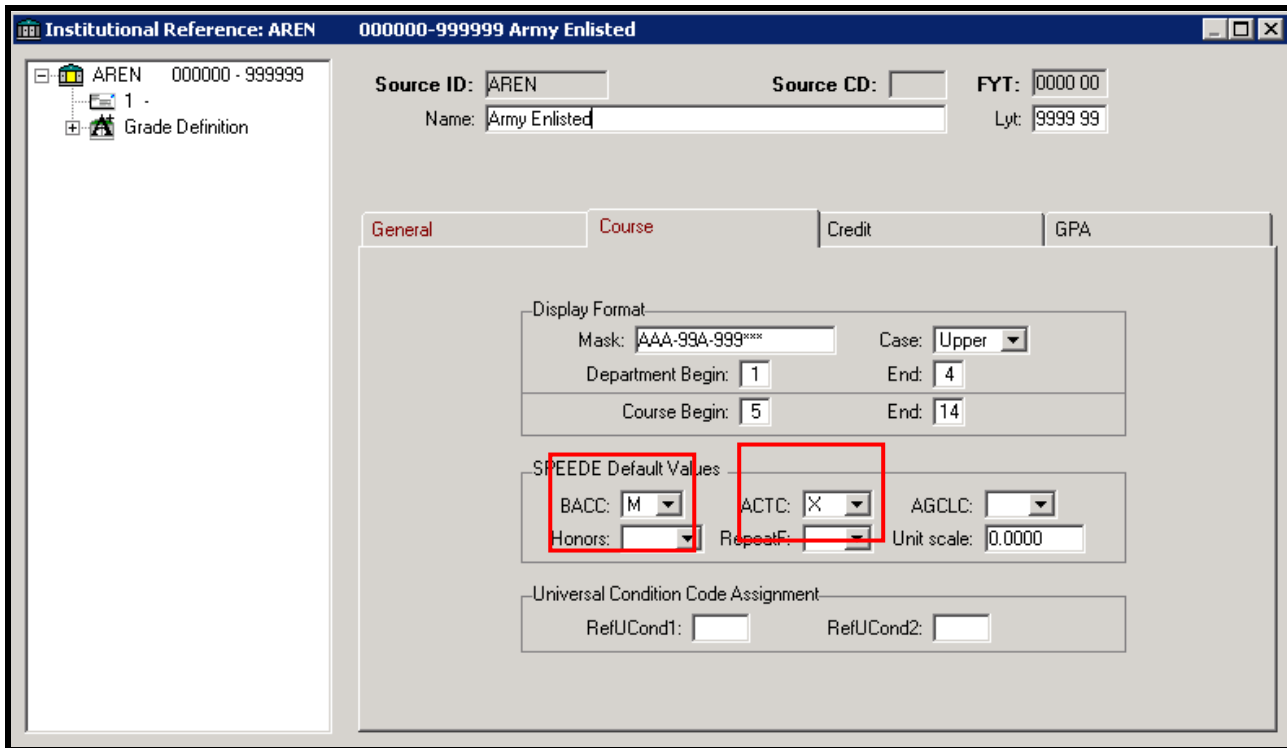 Institutional Reference: AREN 000000-999999 Army Enlisted
AREN 000000 - 999999
1 -
Grade Definition
Source ID: AREN Source CD: FYT: 0000 00
Name: Army Enlisted Lyt: 9999 99
General Course Credit GPA
Display Format
Mask: AAA-99A-999*** Case: Upper
Department Begin: 1 End: 4
Course Begin: 5 End: 14
SPEEDE Default Values
BACC: M ACTC: X AGCLC:
Honors: RepeatF: Unit scale: 0.0000
Universal Condition Code Assignment
RefUCond1: RefUCond2: